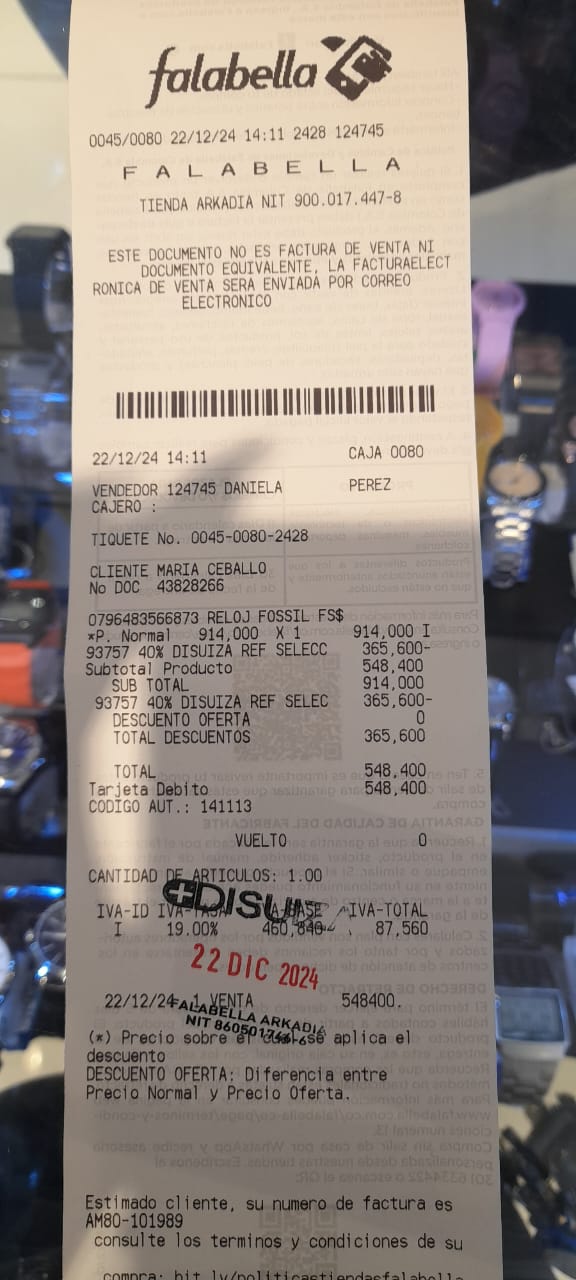 falabella
0045/0080 22/12/24 14:11 2428 124745
F A L A B E L L A
TIENDA ARKADIA NIT 900.017.447-8
ESTE DOCUMENTO NO ES FACTURA DE VENTA NI
DOCUMENTO EQUIVALENTE, LA FACTURAELECT
RONICA DE VENTA SERA ENVIADA POR CORREO
ELECTRONICO
22/12/24 14:11 CAJA 0080
VENDEDOR 124745 DANIELA PEREZ
CAJERO :
TIQUETE No. 0045-0080-2428
CLIENTE MARIA CEBALLO
No DOC 43828266
0796483566873 RELOJ FOSSIL FS$
*P. Normal 914,000 X 1 914,000 I
93757 40% DISUIZA REF SELECC 365,600-
Subtotal Producto 548,400
SUB TOTAL 914,000
93757 40% DISUIZA REF SELEC 365,600-
DESCUENTO OFERTA 0
TOTAL DESCUENTOS 365,600
TOTAL 548,400
Tarjeta Debito 548,400
CODIGO AUT.: 141113
VUELTO 0
CANTIDAD DE ARTICULOS: 1.00
IVA-ID IVA-TASA IVA-BASE IVA-TOTAL
I 19.00% 460,840 87,560
22 DIC 2024
22/12/24 1 VENTA 548400.
FALABELLA ARKADIA
(*) Precio sobre el se aplica el
descuento
DESCUENTO OFERTA: Diferencia entre
Precio Normal y Precio Oferta.
Estimado cliente, su numero de factura es
AM80-101989
consulte los terminos y condiciones de su
compra: bit.ly/politicastiendasfalabell